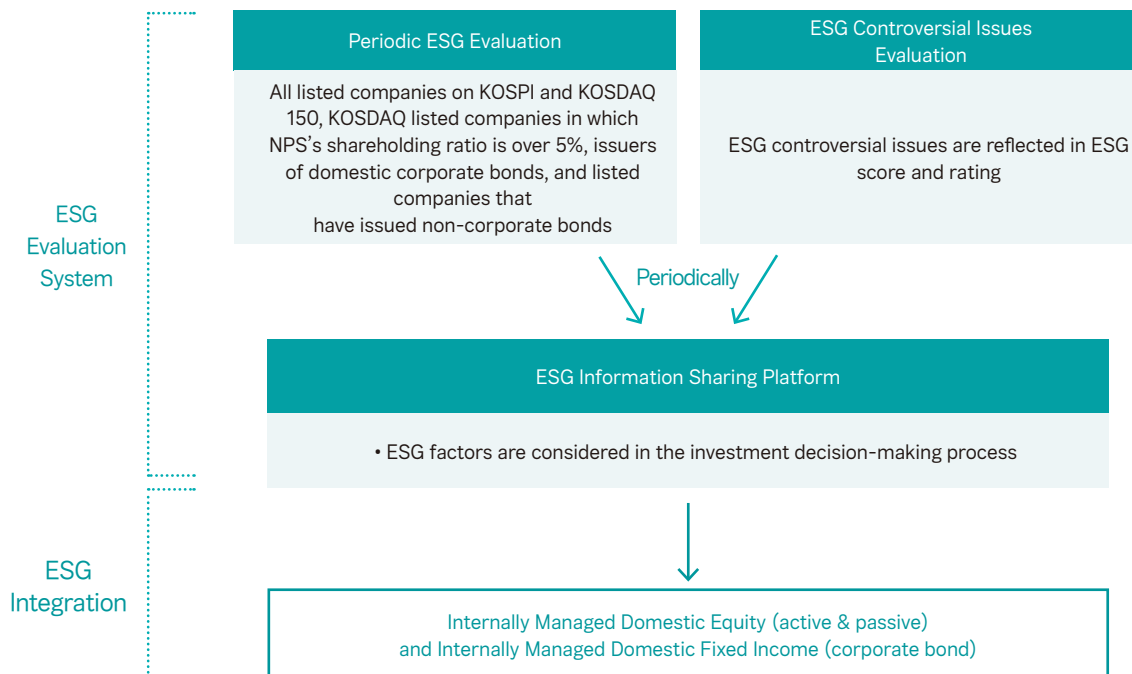 Periodic ESG Evaluation
All listed companies on KOSPI and KOSDAQ
150, KOSDAQ listed companies in which
NPS's shareholding ratio is over 5%, issuers
of domestic corporate bonds, and listed
companies that
have issued non-corporate bonds
ESG Controversial Issues
Evaluation
ESG controversial issues are reflected in ESG
score and rating
ESG
Evaluation
System
Periodically
ESG Information Sharing Platform
• ESG factors are considered in the investment decision-making process
ESG
Integration
Internally Managed Domestic Equity (active & passive)
and Internally Managed Domestic Fixed Income (corporate bond)